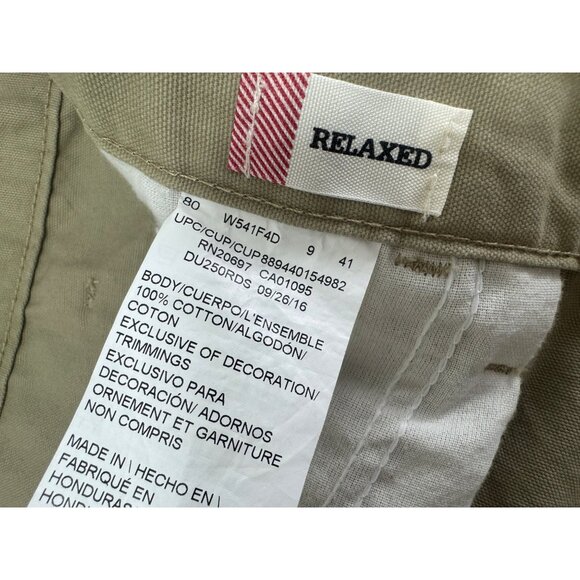 RELAXED
80 W541F4D 9 41
UPC/CUP/CUP889440154982
RN20697 CA01095
DU250RDS 09/26/16
BODY/CUERPO/L'ENSEMBLE
100% COTTON/ALGODÓN/
COTON
EXCLUSIVE OF DECORATION/
TRIMMINGS
EXCLUSIVO PARA
DECORACIÓN/ ADORNOS
ORNEMENT ET GARNITURE
NON COMPRIS
MADE IN \ HECHO EN \
FABRIQUÉ EN
HONDURAS
HONDURAS